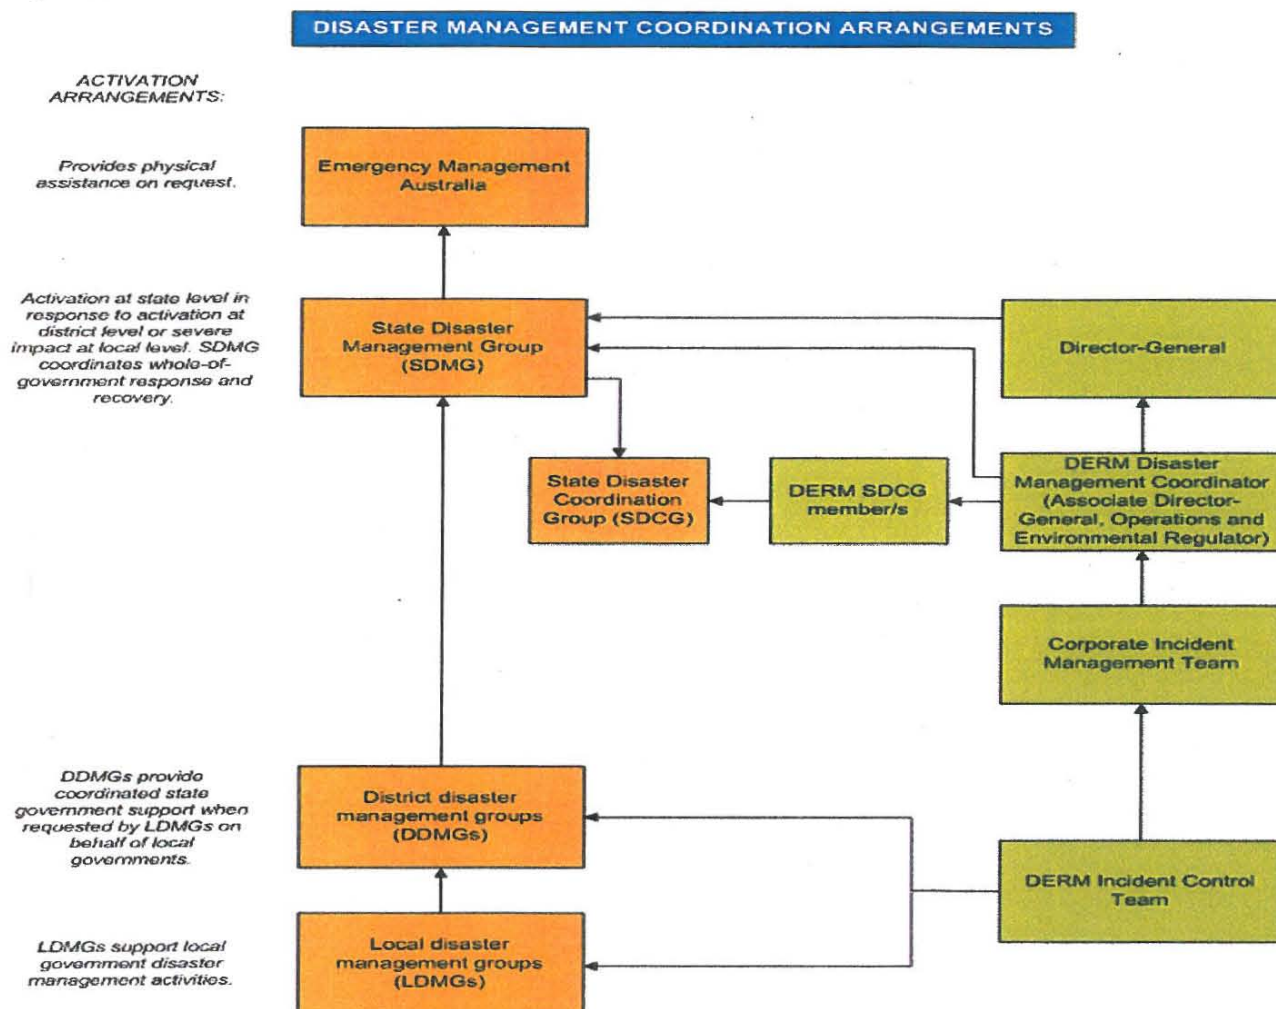 DISASTER MANAGEMENT COORDINATION ARRANGEMENTS
ACTIVATION
ARRANGEMENTS:
Provides physical
assistance on request.
Emergency Management
Australia
Activation at state level in
response to activation at
district level or severe
impact at local level. SDMG
coordinates whole-of-
government response and
recovery.
State Disaster
Management Group
(SDMG)
Director-General
State Disaster
Coordination
Group (SDCG)
DERM SDCG
member/s
DERM Disaster
Management Coordinator
(Associate Director-
General, Operations and
Environmental Regulator)
Corporate Incident
Management Team
DDMGs provide
coordinated state
government support when
requested by LDMGs on
behalf of local
governments.
District disaster
management groups
(DDMGs)
DERM Incident Control
Team
LDMGs support local
government disaster
management activities.
Local disaster
management groups
(LDMGs)